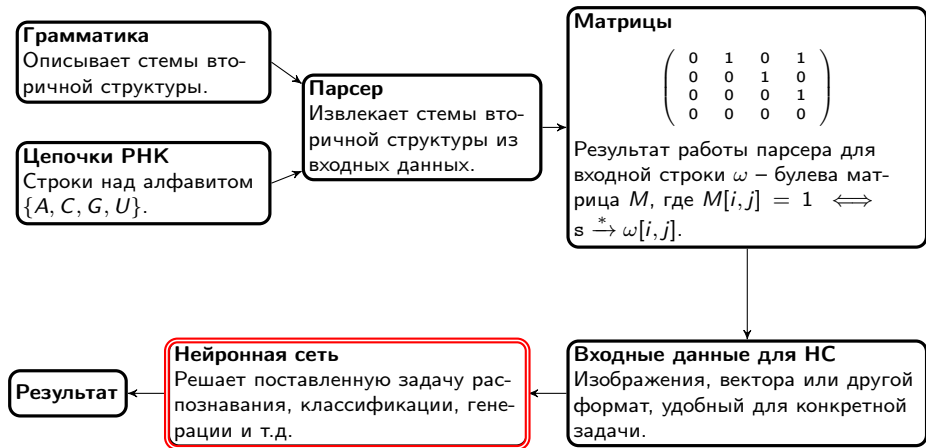 Грамматика
Описывает стемы вто-
ричной структуры.
Цепочки РНК
Строки над алфавитом
{A, C, G, U}.
Парсер
Извлекает стемы вто-
ричной структуры из
входных данных.
Матрицы
0 1 0 1
0 0 1 0
0 0 0 1
0 0 0 0
Результат работы парсера для
входной строки ω – булева мат-
рица M, где M[i, j] = 1 ⟺
s →* ω[i, j].
Входные данные для НС
Изображения, вектора или другой
формат, удобный для конкретной
задачи.
Нейронная сеть
Решает поставленную задачу рас-
познавания, классификации, гене-
рации и т.д.
Результат